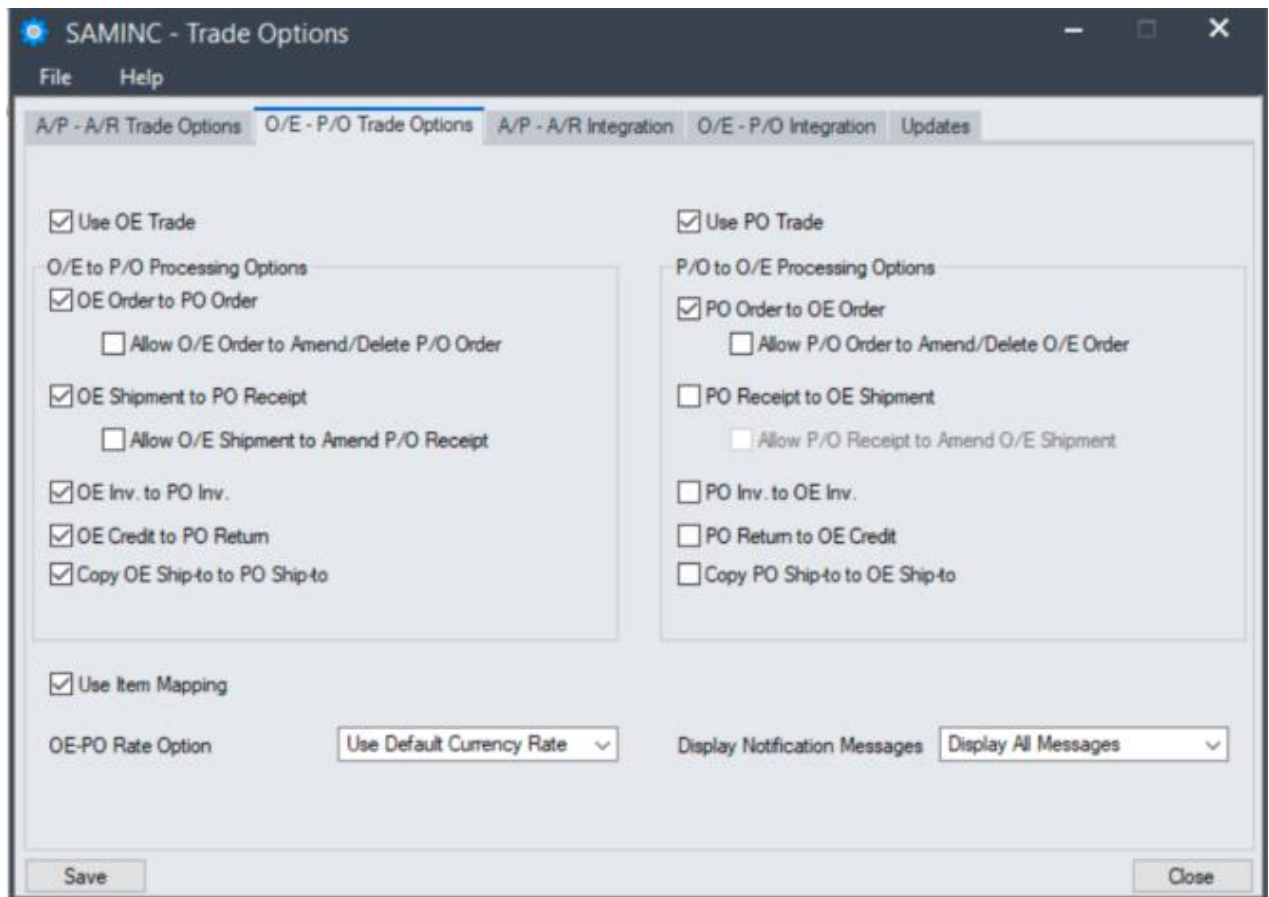 SAMINC - Trade Options
File Help
A/P - A/R Trade Options O/E - P/O Trade Options A/P - A/R Integration O/E - P/O Integration Updates
Use OE Trade
O/E to P/O Processing Options
OE Order to PO Order
Allow O/E Order to Amend/Delete P/O Order
OE Shipment to PO Receipt
Allow O/E Shipment to Amend P/O Receipt
OE Inv. to PO Inv.
OE Credit to PO Return
Copy OE Ship-to to PO Ship-to
Use PO Trade
P/O to O/E Processing Options
PO Order to OE Order
Allow P/O Order to Amend/Delete O/E Order
PO Receipt to OE Shipment
Allow P/O Receipt to Amend O/E Shipment
PO Inv. to OE Inv.
PO Return to OE Credit
Copy PO Ship-to to OE Ship-to
Use Item Mapping
OE-PO Rate Option Use Default Currency Rate
Display Notification Messages Display All Messages
Save Close